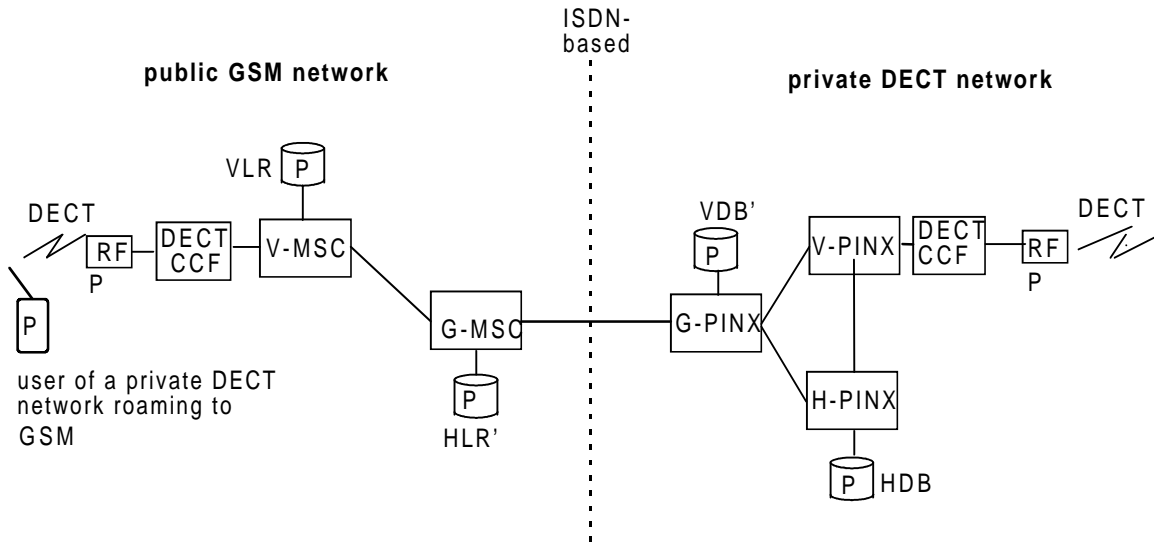 ISDN-
based
public GSM network
private DECT network
VLR
P
DECT
RF
P
DECT
CCF
V-MSC
P
G-MSC
P
HLR’
user of a private DECT
network roaming to
GSM
VDB’
P
G-PINX
V-PINX
DECT
CCF
RF
P
DECT
H-PINX
P
HDB